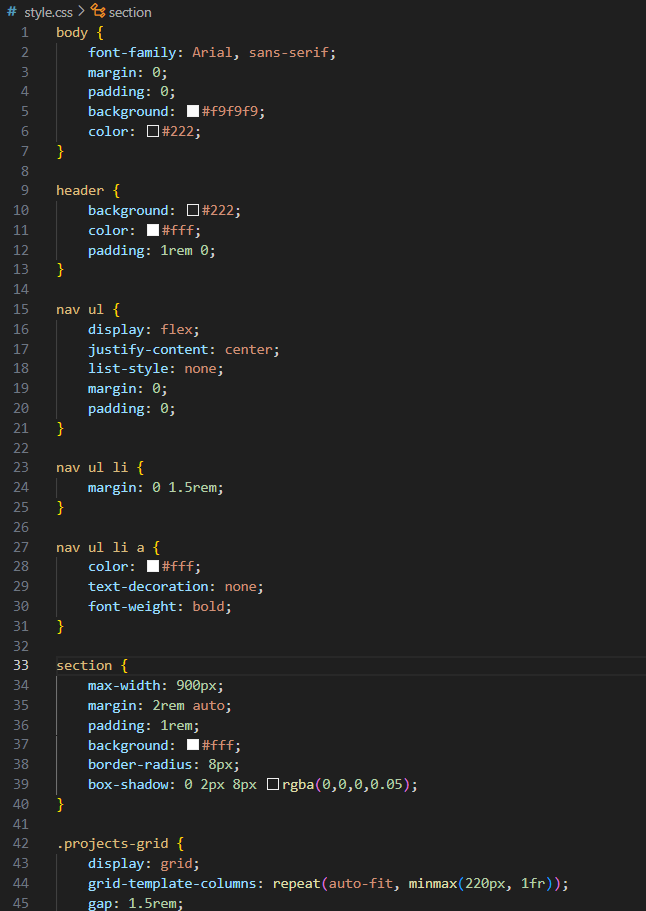 # style.css > section
1 body {
2     font-family: Arial, sans-serif;
3     margin: 0;
4     padding: 0;
5     background: #f9f9f9;
6     color: #222;
7 }
8
9 header {
10     background: #222;
11     color: #fff;
12     padding: 1rem 0;
13 }
14
15 nav ul {
16     display: flex;
17     justify-content: center;
18     list-style: none;
19     margin: 0;
20     padding: 0;
21 }
22
23 nav ul li {
24     margin: 0 1.5rem;
25 }
26
27 nav ul li a {
28     color: #fff;
29     text-decoration: none;
30     font-weight: bold;
31 }
32
33 section {
34     max-width: 900px;
35     margin: 2rem auto;
36     padding: 1rem;
37     background: #fff;
38     border-radius: 8px;
39     box-shadow: 0 2px 8px rgba(0,0,0,0.05);
40 }
41
42 .projects-grid {
43     display: grid;
44     grid-template-columns: repeat(auto-fit, minmax(220px, 1fr));
45     gap: 1.5rem;